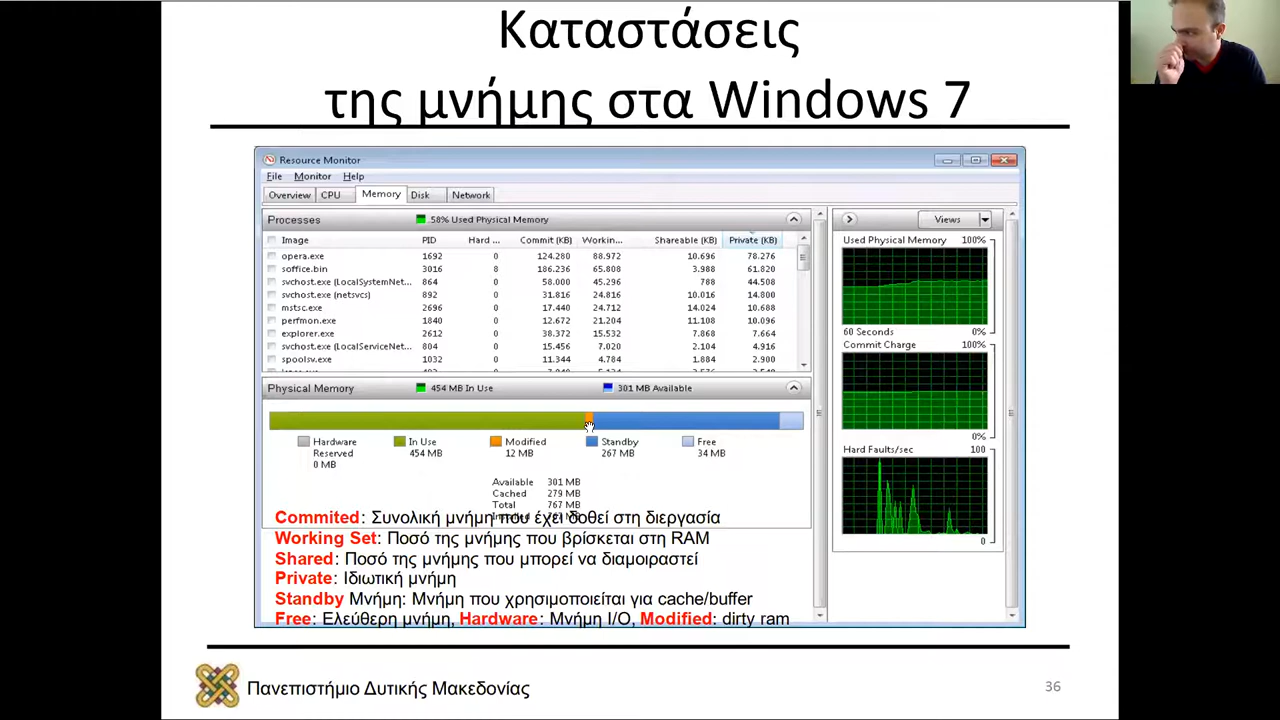 Καταστάσεις
της μνήμης στα Windows 7
Resource Monitor
File Monitor Help
Overview CPU Memory Disk Network
Processes 58% Used Physical Memory
Image PID Hard ... Commit (KB) Workin... Shareable (KB) Private (KB)
opera.exe 1692 0 124.280 88.972 10.696 78.276
soffice.bin 3016 8 186.236 65.808 3.988 61.820
svchost.exe (LocalSystemNet... 864 0 58.000 45.296 788 44.508
svchost.exe (netsvcs) 892 0 31.816 24.816 10.016 14.800
mstsc.exe 2696 0 17.440 24.712 14.024 10.688
perfmon.exe 1840 0 12.672 21.204 11.108 10.096
explorer.exe 2612 0 38.372 15.532 7.868 7.664
svchost.exe (LocalServiceNet... 804 0 15.456 7.020 2.104 4.916
spoolsv.exe 1032 0 11.344 4.784 1.884 2.900
Physical Memory 454 MB In Use 301 MB Available
Hardware Reserved 0 MB
In Use 454 MB
Modified 12 MB
Standby 267 MB
Free 34 MB
Available 301 MB
Cached 279 MB
Total 767 MB
Views
Used Physical Memory 100%
60 Seconds 0%
Commit Charge 100%
0%
Hard Faults/sec 100
0
Commited: Συνολική μνήμη που έχει δοθεί στη διεργασία
Working Set: Ποσό της μνήμης που βρίσκεται στη RAM
Shared: Ποσό της μνήμης που μπορεί να διαμοιραστεί
Private: Ιδιωτική μνήμη
Standby Μνήμη: Μνήμη που χρησιμοποιείται για cache/buffer
Free: Ελεύθερη μνήμη, Hardware: Μνήμη I/O, Modified: dirty ram
Πανεπιστήμιο Δυτικής Μακεδονίας
36